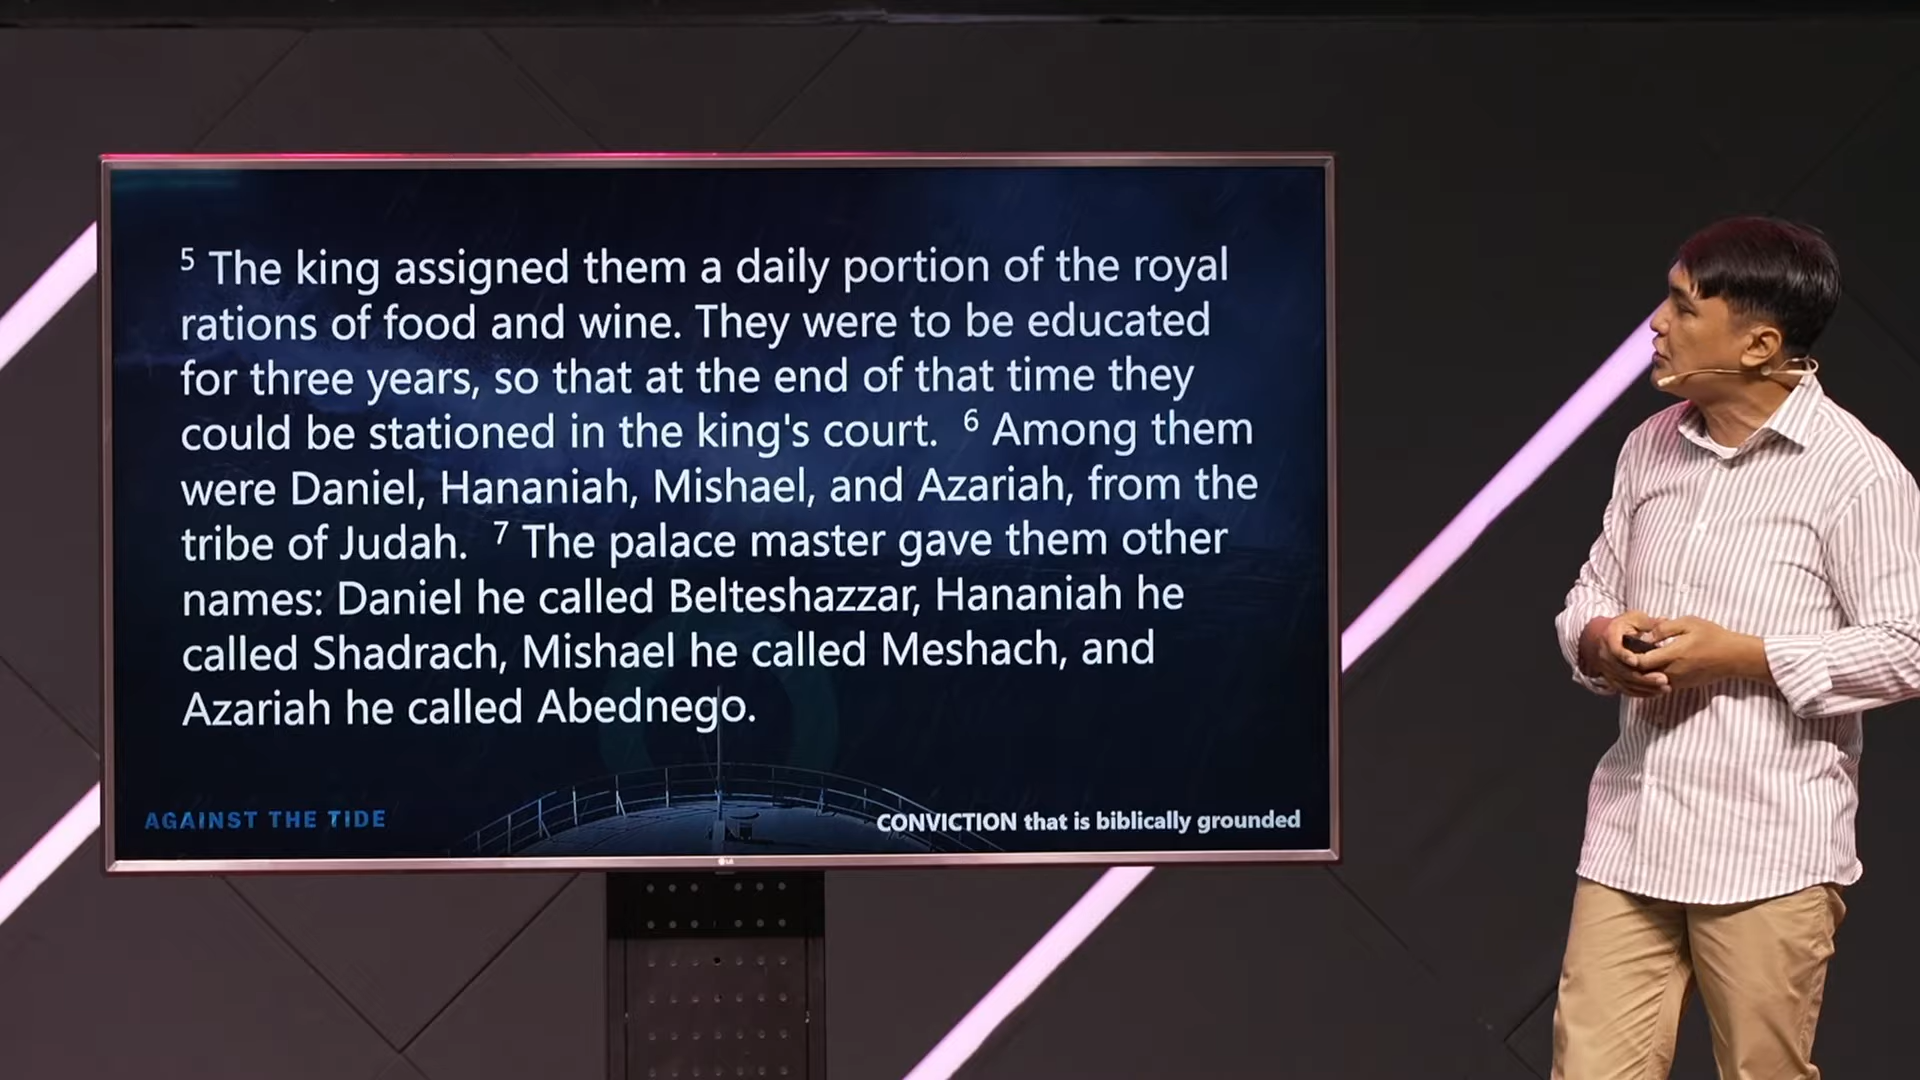 5 The king assigned them a daily portion of the royal
rations of food and wine. They were to be educated
for three years, so that at the end of that time they
could be stationed in the king's court. 6 Among them
were Daniel, Hananiah, Mishael, and Azariah, from the
tribe of Judah. 7 The palace master gave them other
names: Daniel he called Belteshazzar, Hananiah he
called Shadrach, Mishael he called Meshach, and
Azariah he called Abednego.
AGAINST THE TIDE
CONVICTION that is biblically grounded
LG